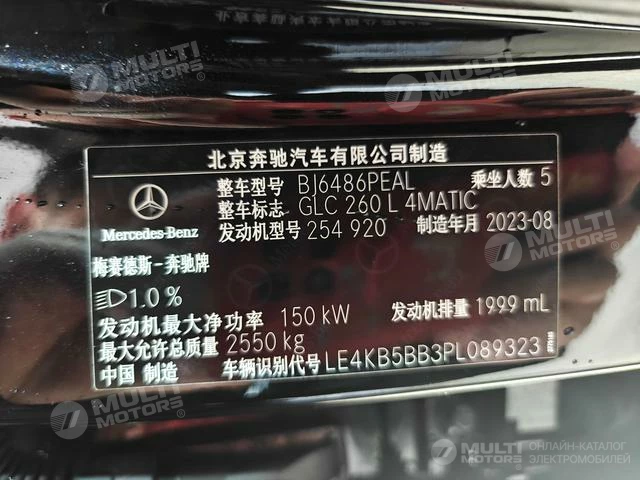 MULTI MOTORS®
MULTI MOTORS®
北京奔驰汽车有限公司制造
整车型号 BJ6486PEAL 乘坐人数 5
整车标志 GLC 260 L 4MATIC
Mercedes-Benz 发动机型号 254 920 制造年月 2023-08
梅赛德斯-奔驰牌
1.0 %
发动机最大净功率 150 kW 发动机排量 1999 mL
最大允许总质量 2550 kg
中国 制造 车辆识别代号 LE4KB5BB3PL089323
MULTI MOTORS®
MULTI MOTORS®
MULTI MOTORS® ОНЛАЙН-КАТАЛОГ
ЭЛЕКТРОМОБИЛЕЙ